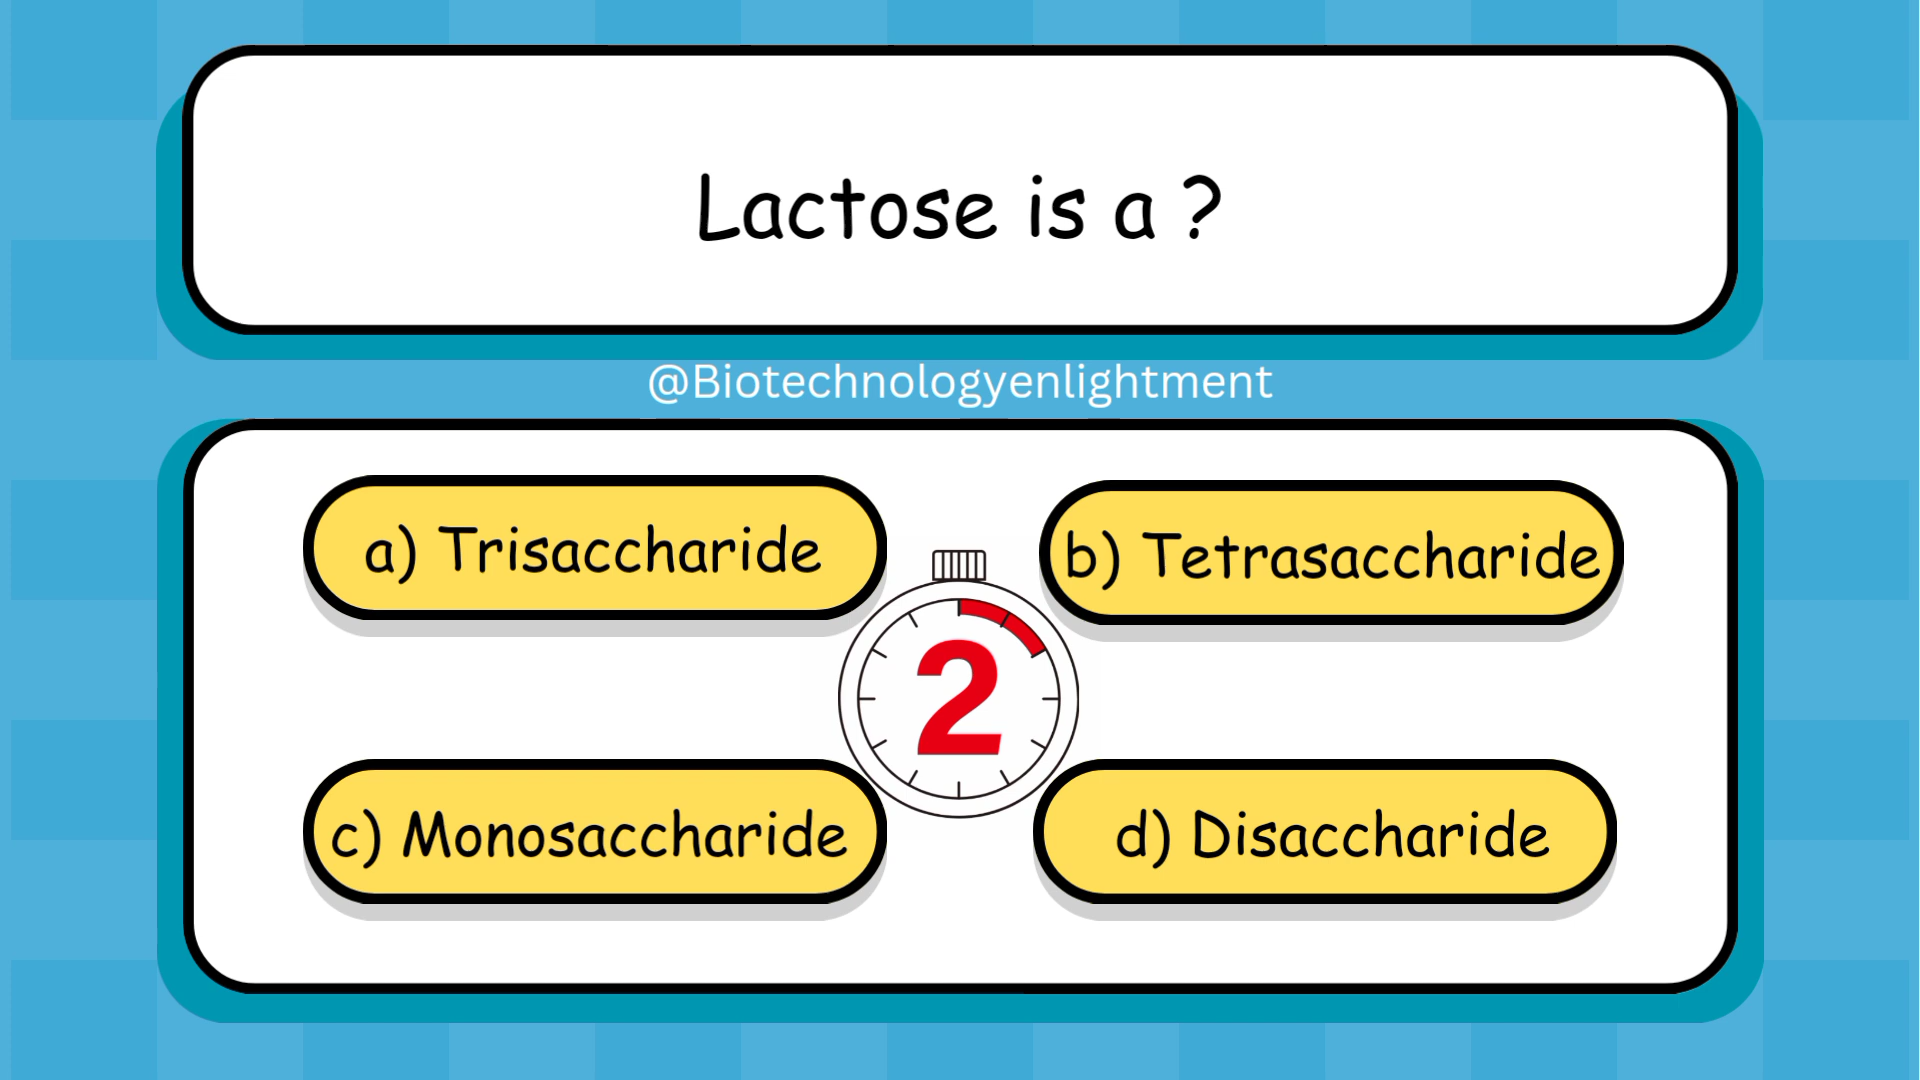 Lactose is a ?
@Biotechnologyenlightment
a) Trisaccharide
b) Tetrasaccharide
2
c) Monosaccharide
d) Disaccharide